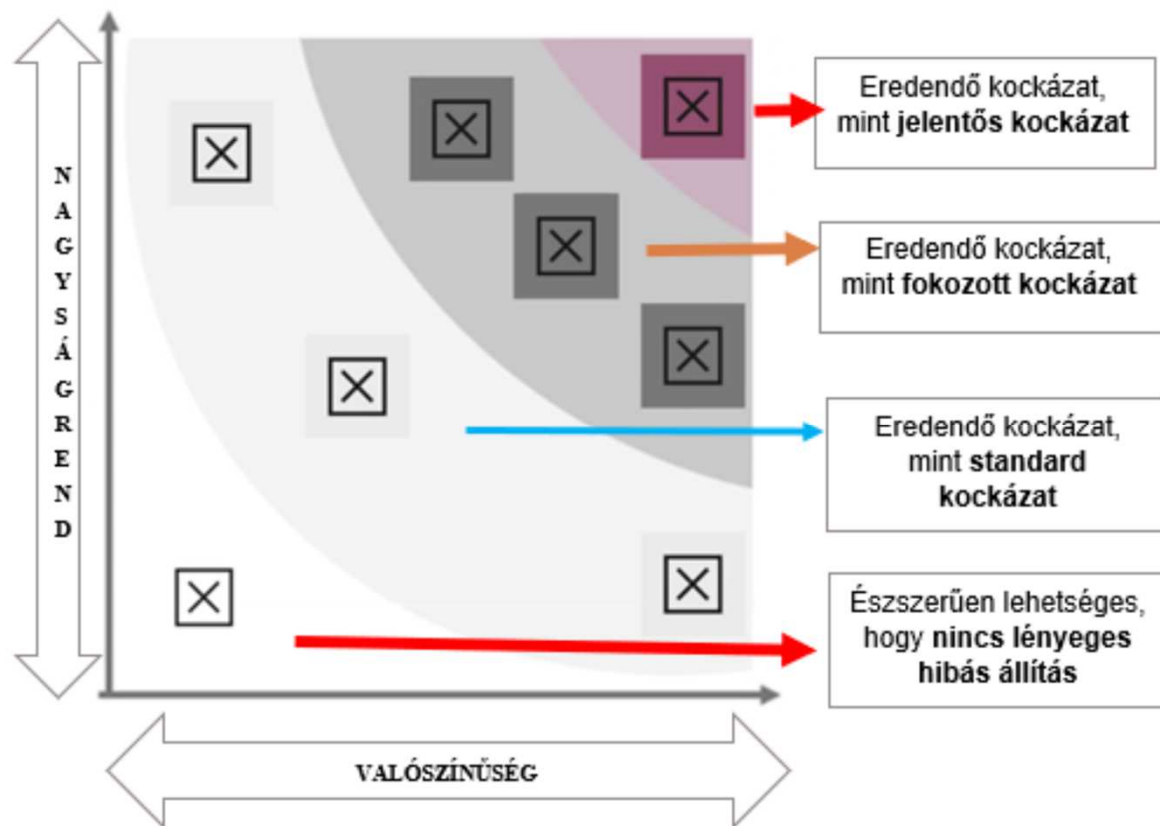 NAGYSÁGREND
Eredendő kockázat,
mint jelentős kockázat
Eredendő kockázat,
mint fokozott kockázat
Eredendő kockázat,
mint standard
kockázat
Észszerűen lehetséges,
hogy nincs lényeges
hibás állítás
VALÓSZÍNŰSÉG